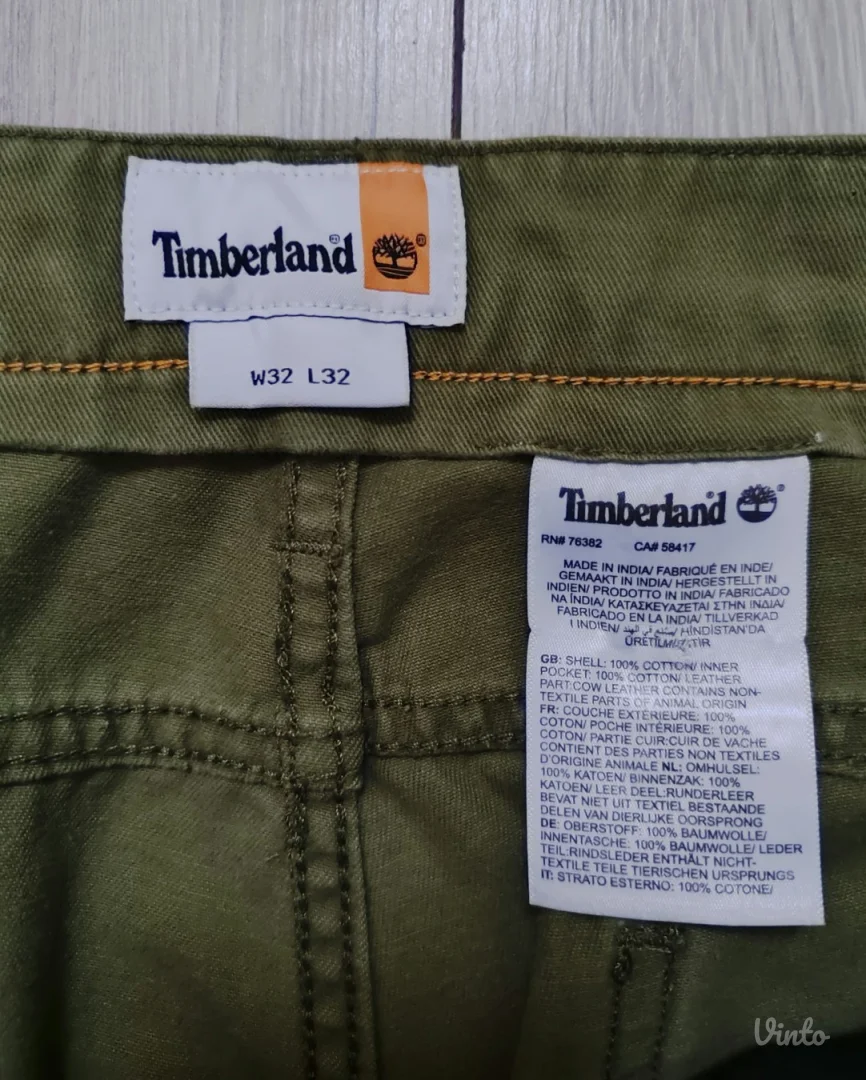 Timberland®
W32 L32
Timberland ®
RN# 76382 CA# 58417
MADE IN INDIA/ FABRIQUÉ EN INDE/
GEMAAKT IN INDIA/ HERGESTELLT IN
INDIEN/ PRODOTTO IN INDIA/ FABRICADO
NA ÍNDIA/ ΚΑΤΑΣΚΕΥΑΖΕΤΑΙ ΣΤΗΝ ΙΝΔΙΑ/
FABRICADO EN LA INDIA/ TILLVERKAD
I INDIEN/ صنع في الهند/ HİNDİSTAN'DA
GB: SHELL: 100% COTTON/ INNER
POCKET: 100% COTTON/ LEATHER
PART:COW LEATHER CONTAINS NON-
TEXTILE PARTS OF ANIMAL ORIGIN
FR: COUCHE EXTÉRIEURE: 100%
COTON/ POCHE INTÉRIEURE: 100%
COTON/ PARTIE CUIR:CUIR DE VACHE
CONTIENT DES PARTIES NON TEXTILES
D'ORIGINE ANIMALE NL: OMHULSEL:
100% KATOEN/ BINNENZAK: 100%
KATOEN/ LEER DEEL:RUNDERLEER
BEVAT NIET UIT TEXTIEL BESTAANDE
DELEN VAN DIERLIJKE OORSPRONG
DE: OBERSTOFF: 100% BAUMWOLLE/
INNENTASCHE: 100% BAUMWOLLE/ LEDER
TEIL:RINDSLEDER ENTHÄLT NICHT-
TEXTILE TEILE TIERISCHEN URSPRUNGS
IT: STRATO ESTERNO: 100% COTONE/
Vinto